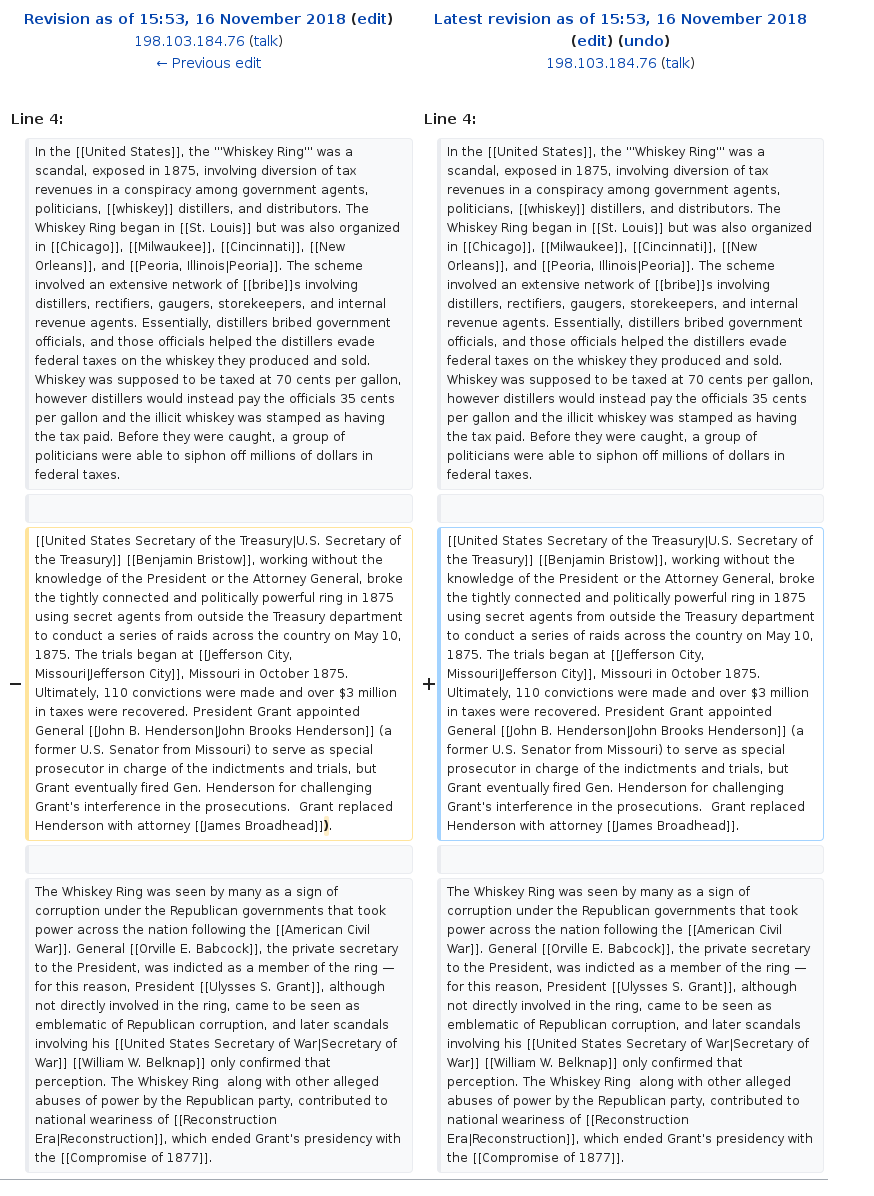 Revision as of 15:53, 16 November 2018 (edit)
198.103.184.76 (talk)
← Previous edit
Latest revision as of 15:53, 16 November 2018
(edit) (undo)
198.103.184.76 (talk)
Line 4:
Line 4:
In the [[United States]], the '''Whiskey Ring''' was a
scandal, exposed in 1875, involving diversion of tax
revenues in a conspiracy among government agents,
politicians, [[whiskey]] distillers, and distributors. The
Whiskey Ring began in [[St. Louis]] but was also organized
in [[Chicago]], [[Milwaukee]], [[Cincinnati]], [[New
Orleans]], and [[Peoria, Illinois|Peoria]]. The scheme
involved an extensive network of [[bribe]]s involving
distillers, rectifiers, gaugers, storekeepers, and internal
revenue agents. Essentially, distillers bribed government
officials, and those officials helped the distillers evade
federal taxes on the whiskey they produced and sold.
Whiskey was supposed to be taxed at 70 cents per gallon,
however distillers would instead pay the officials 35 cents
per gallon and the illicit whiskey was stamped as having
the tax paid. Before they were caught, a group of
politicians were able to siphon off millions of dollars in
federal taxes.
In the [[United States]], the '''Whiskey Ring''' was a
scandal, exposed in 1875, involving diversion of tax
revenues in a conspiracy among government agents,
politicians, [[whiskey]] distillers, and distributors. The
Whiskey Ring began in [[St. Louis]] but was also organized
in [[Chicago]], [[Milwaukee]], [[Cincinnati]], [[New
Orleans]], and [[Peoria, Illinois|Peoria]]. The scheme
involved an extensive network of [[bribe]]s involving
distillers, rectifiers, gaugers, storekeepers, and internal
revenue agents. Essentially, distillers bribed government
officials, and those officials helped the distillers evade
federal taxes on the whiskey they produced and sold.
Whiskey was supposed to be taxed at 70 cents per gallon,
however distillers would instead pay the officials 35 cents
per gallon and the illicit whiskey was stamped as having
the tax paid. Before they were caught, a group of
politicians were able to siphon off millions of dollars in
federal taxes.
−
[[United States Secretary of the Treasury|U.S. Secretary of
the Treasury]] [[Benjamin Bristow]], working without the
knowledge of the President or the Attorney General, broke
the tightly connected and politically powerful ring in 1875
using secret agents from outside the Treasury department
to conduct a series of raids across the country on May 10,
1875. The trials began at [[Jefferson City,
Missouri|Jefferson City]], Missouri in October 1875.
Ultimately, 110 convictions were made and over $3 million
in taxes were recovered. President Grant appointed
General [[John B. Henderson|John Brooks Henderson]] (a
former U.S. Senator from Missouri) to serve as special
prosecutor in charge of the indictments and trials, but
Grant eventually fired Gen. Henderson for challenging
Grant's interference in the prosecutions.  Grant replaced
Henderson with attorney [[James Broadhead]]).
+
[[United States Secretary of the Treasury|U.S. Secretary of
the Treasury]] [[Benjamin Bristow]], working without the
knowledge of the President or the Attorney General, broke
the tightly connected and politically powerful ring in 1875
using secret agents from outside the Treasury department
to conduct a series of raids across the country on May 10,
1875. The trials began at [[Jefferson City,
Missouri|Jefferson City]], Missouri in October 1875.
Ultimately, 110 convictions were made and over $3 million
in taxes were recovered. President Grant appointed
General [[John B. Henderson|John Brooks Henderson]] (a
former U.S. Senator from Missouri) to serve as special
prosecutor in charge of the indictments and trials, but
Grant eventually fired Gen. Henderson for challenging
Grant's interference in the prosecutions.  Grant replaced
Henderson with attorney [[James Broadhead]].
The Whiskey Ring was seen by many as a sign of
corruption under the Republican governments that took
power across the nation following the [[American Civil
War]]. General [[Orville E. Babcock]], the private secretary
to the President, was indicted as a member of the ring —
for this reason, President [[Ulysses S. Grant]], although
not directly involved in the ring, came to be seen as
emblematic of Republican corruption, and later scandals
involving his [[United States Secretary of War|Secretary of
War]] [[William W. Belknap]] only confirmed that
perception. The Whiskey Ring  along with other alleged
abuses of power by the Republican party, contributed to
national weariness of [[Reconstruction
Era|Reconstruction]], which ended Grant's presidency with
the [[Compromise of 1877]].
The Whiskey Ring was seen by many as a sign of
corruption under the Republican governments that took
power across the nation following the [[American Civil
War]]. General [[Orville E. Babcock]], the private secretary
to the President, was indicted as a member of the ring —
for this reason, President [[Ulysses S. Grant]], although
not directly involved in the ring, came to be seen as
emblematic of Republican corruption, and later scandals
involving his [[United States Secretary of War|Secretary of
War]] [[William W. Belknap]] only confirmed that
perception. The Whiskey Ring  along with other alleged
abuses of power by the Republican party, contributed to
national weariness of [[Reconstruction
Era|Reconstruction]], which ended Grant's presidency with
the [[Compromise of 1877]].